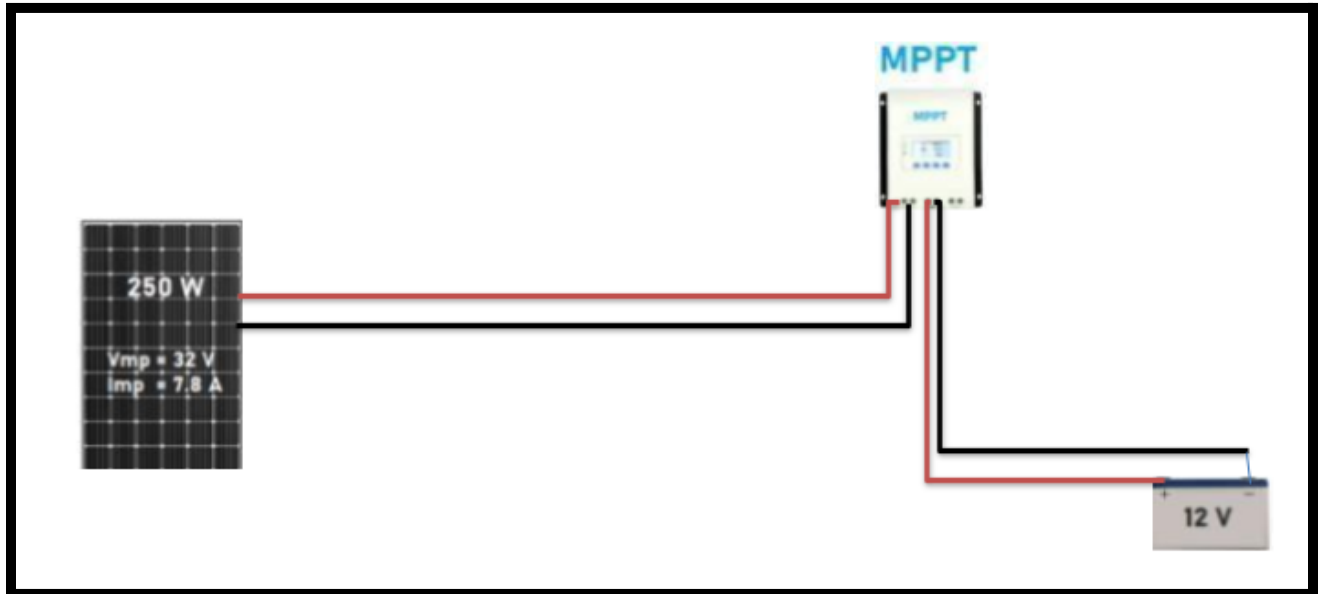 MPPT
MPPT
250 W
Vmp = 32 V
Imp = 7.8 A
+ −
12 V